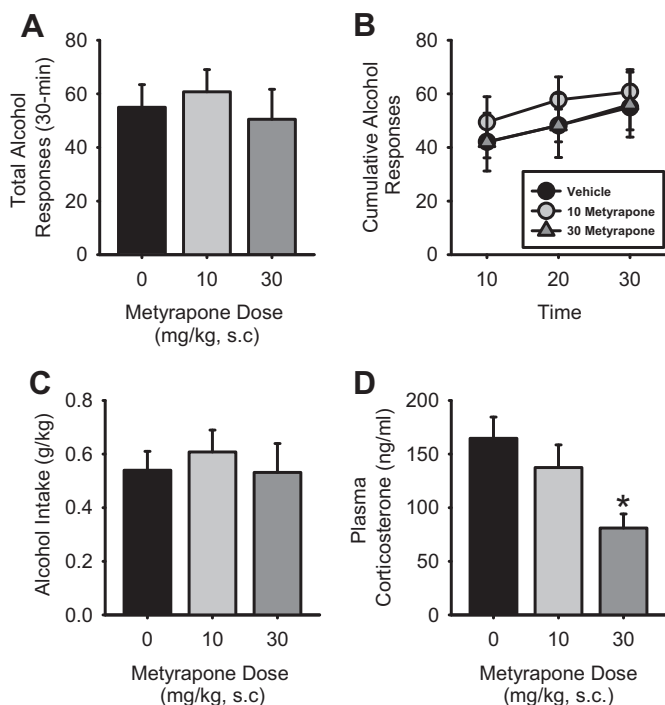 A
Total Alcohol
Responses (30-min)
80
60
40
20
0
0 10 30
Metyrapone Dose
(mg/kg, s.c)
B
Cumulative Alcohol
Responses
80
60
40
20
0
Vehicle
10 Metyrapone
30 Metyrapone
10 20 30
Time
C
Alcohol Intake (g/kg)
0.8
0.6
0.4
0.2
0.0
0 10 30
Metyrapone Dose
(mg/kg, s.c)
D
Plasma
Corticosterone (ng/ml)
200
150
100
50
0
*
0 10 30
Metyrapone Dose
(mg/kg, s.c.)